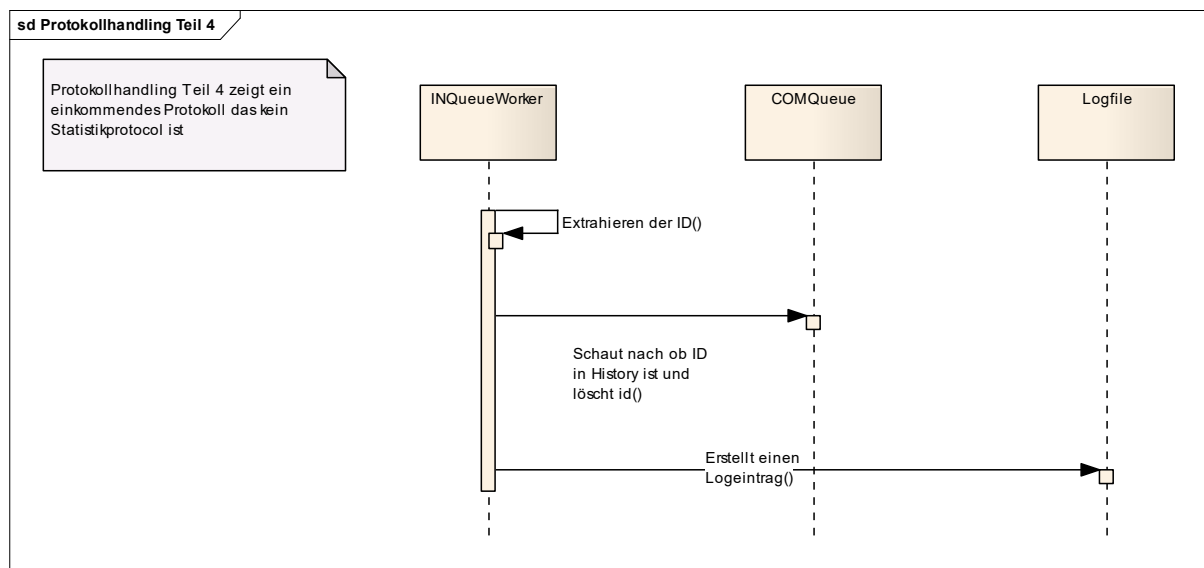 sd Protokollhandling Teil 4
Protokollhandling Teil 4 zeigt ein
einkommendes Protokoll das kein
Statistikprotocol ist
INQueueWorker
COMQueue
Logfile
Extrahieren der ID()
Schaut nach ob ID
in History ist und
löscht id()
Erstellt einen
Logeintrag()